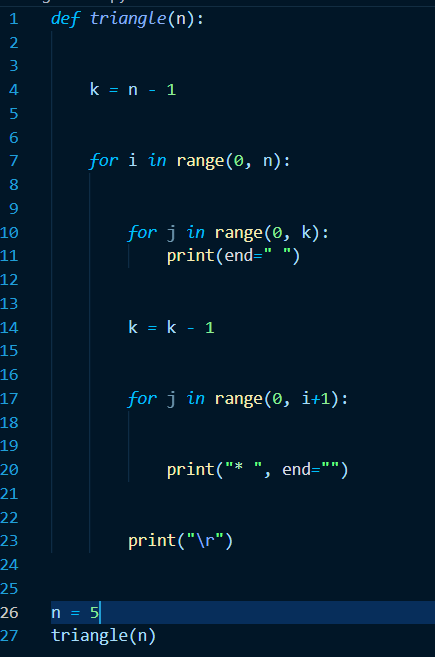 1 def triangle(n):
2
3
4     k = n - 1
5
6
7     for i in range(0, n):
8
9
10         for j in range(0, k):
11             print(end=" ")
12
13
14         k = k - 1
15
16
17         for j in range(0, i+1):
18
19
20             print("* ", end="")
21
22
23         print("\r")
24
25
26 n = 5
27 triangle(n)